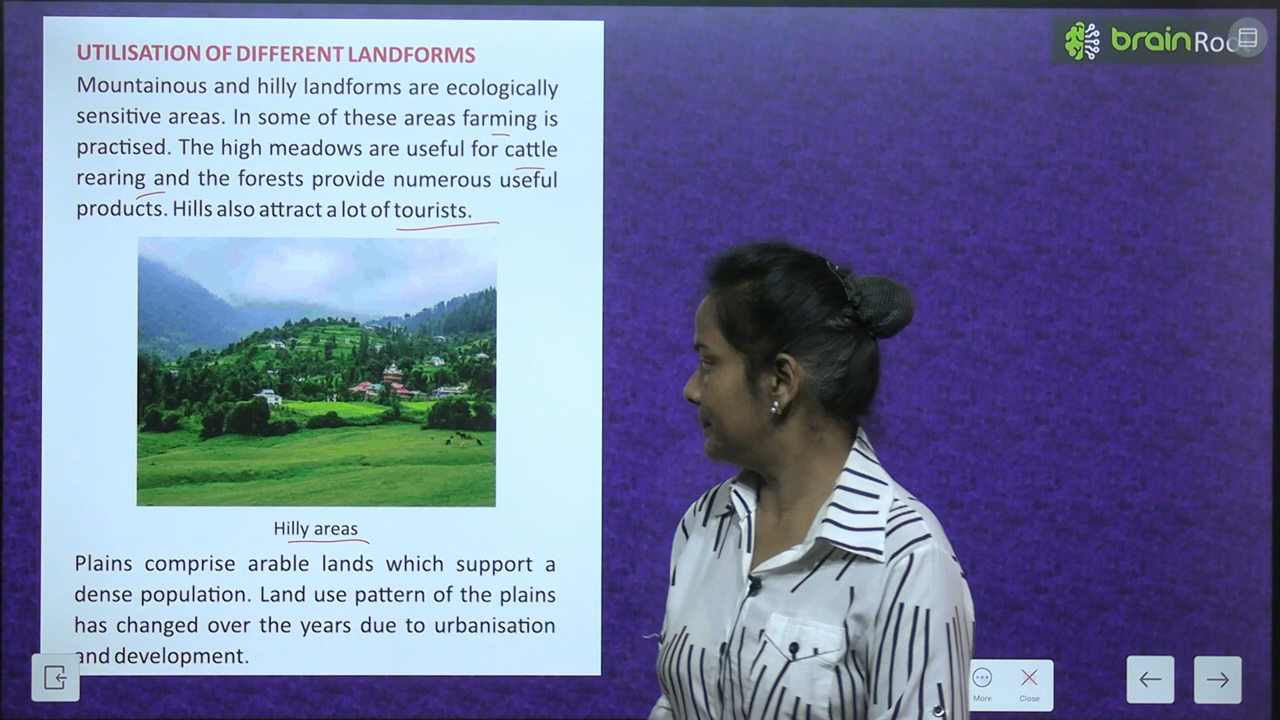 UTILISATION OF DIFFERENT LANDFORMS
Mountainous and hilly landforms are ecologically
sensitive areas. In some of these areas farming is
practised. The high meadows are useful for cattle
rearing and the forests provide numerous useful
products. Hills also attract a lot of tourists.
Hilly areas
Plains comprise arable lands which support a
dense population. Land use pattern of the plains
has changed over the years due to urbanisation
and development.
brain
More
Close